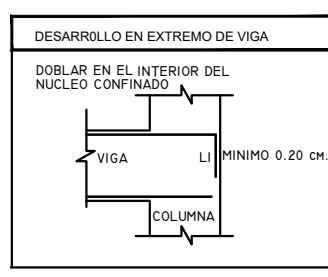 DESARR0LLO EN EXTREMO DE VIGA
DOBLAR EN EL INTERIOR DEL
NUCLEO CONFINADO
VIGA
LI
MINIMO 0.20 CM.
COLUMNA